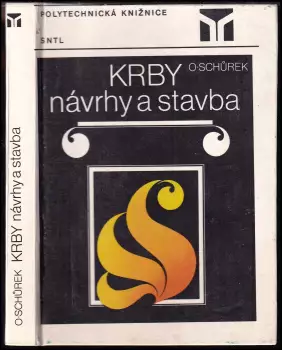 POLYTECHNICKÁ KNIŽNICE
SNTL
KRBY
O·SCHŮREK
návrhy a stavba
O·SCHŮREK KRBY návrhy a stavba